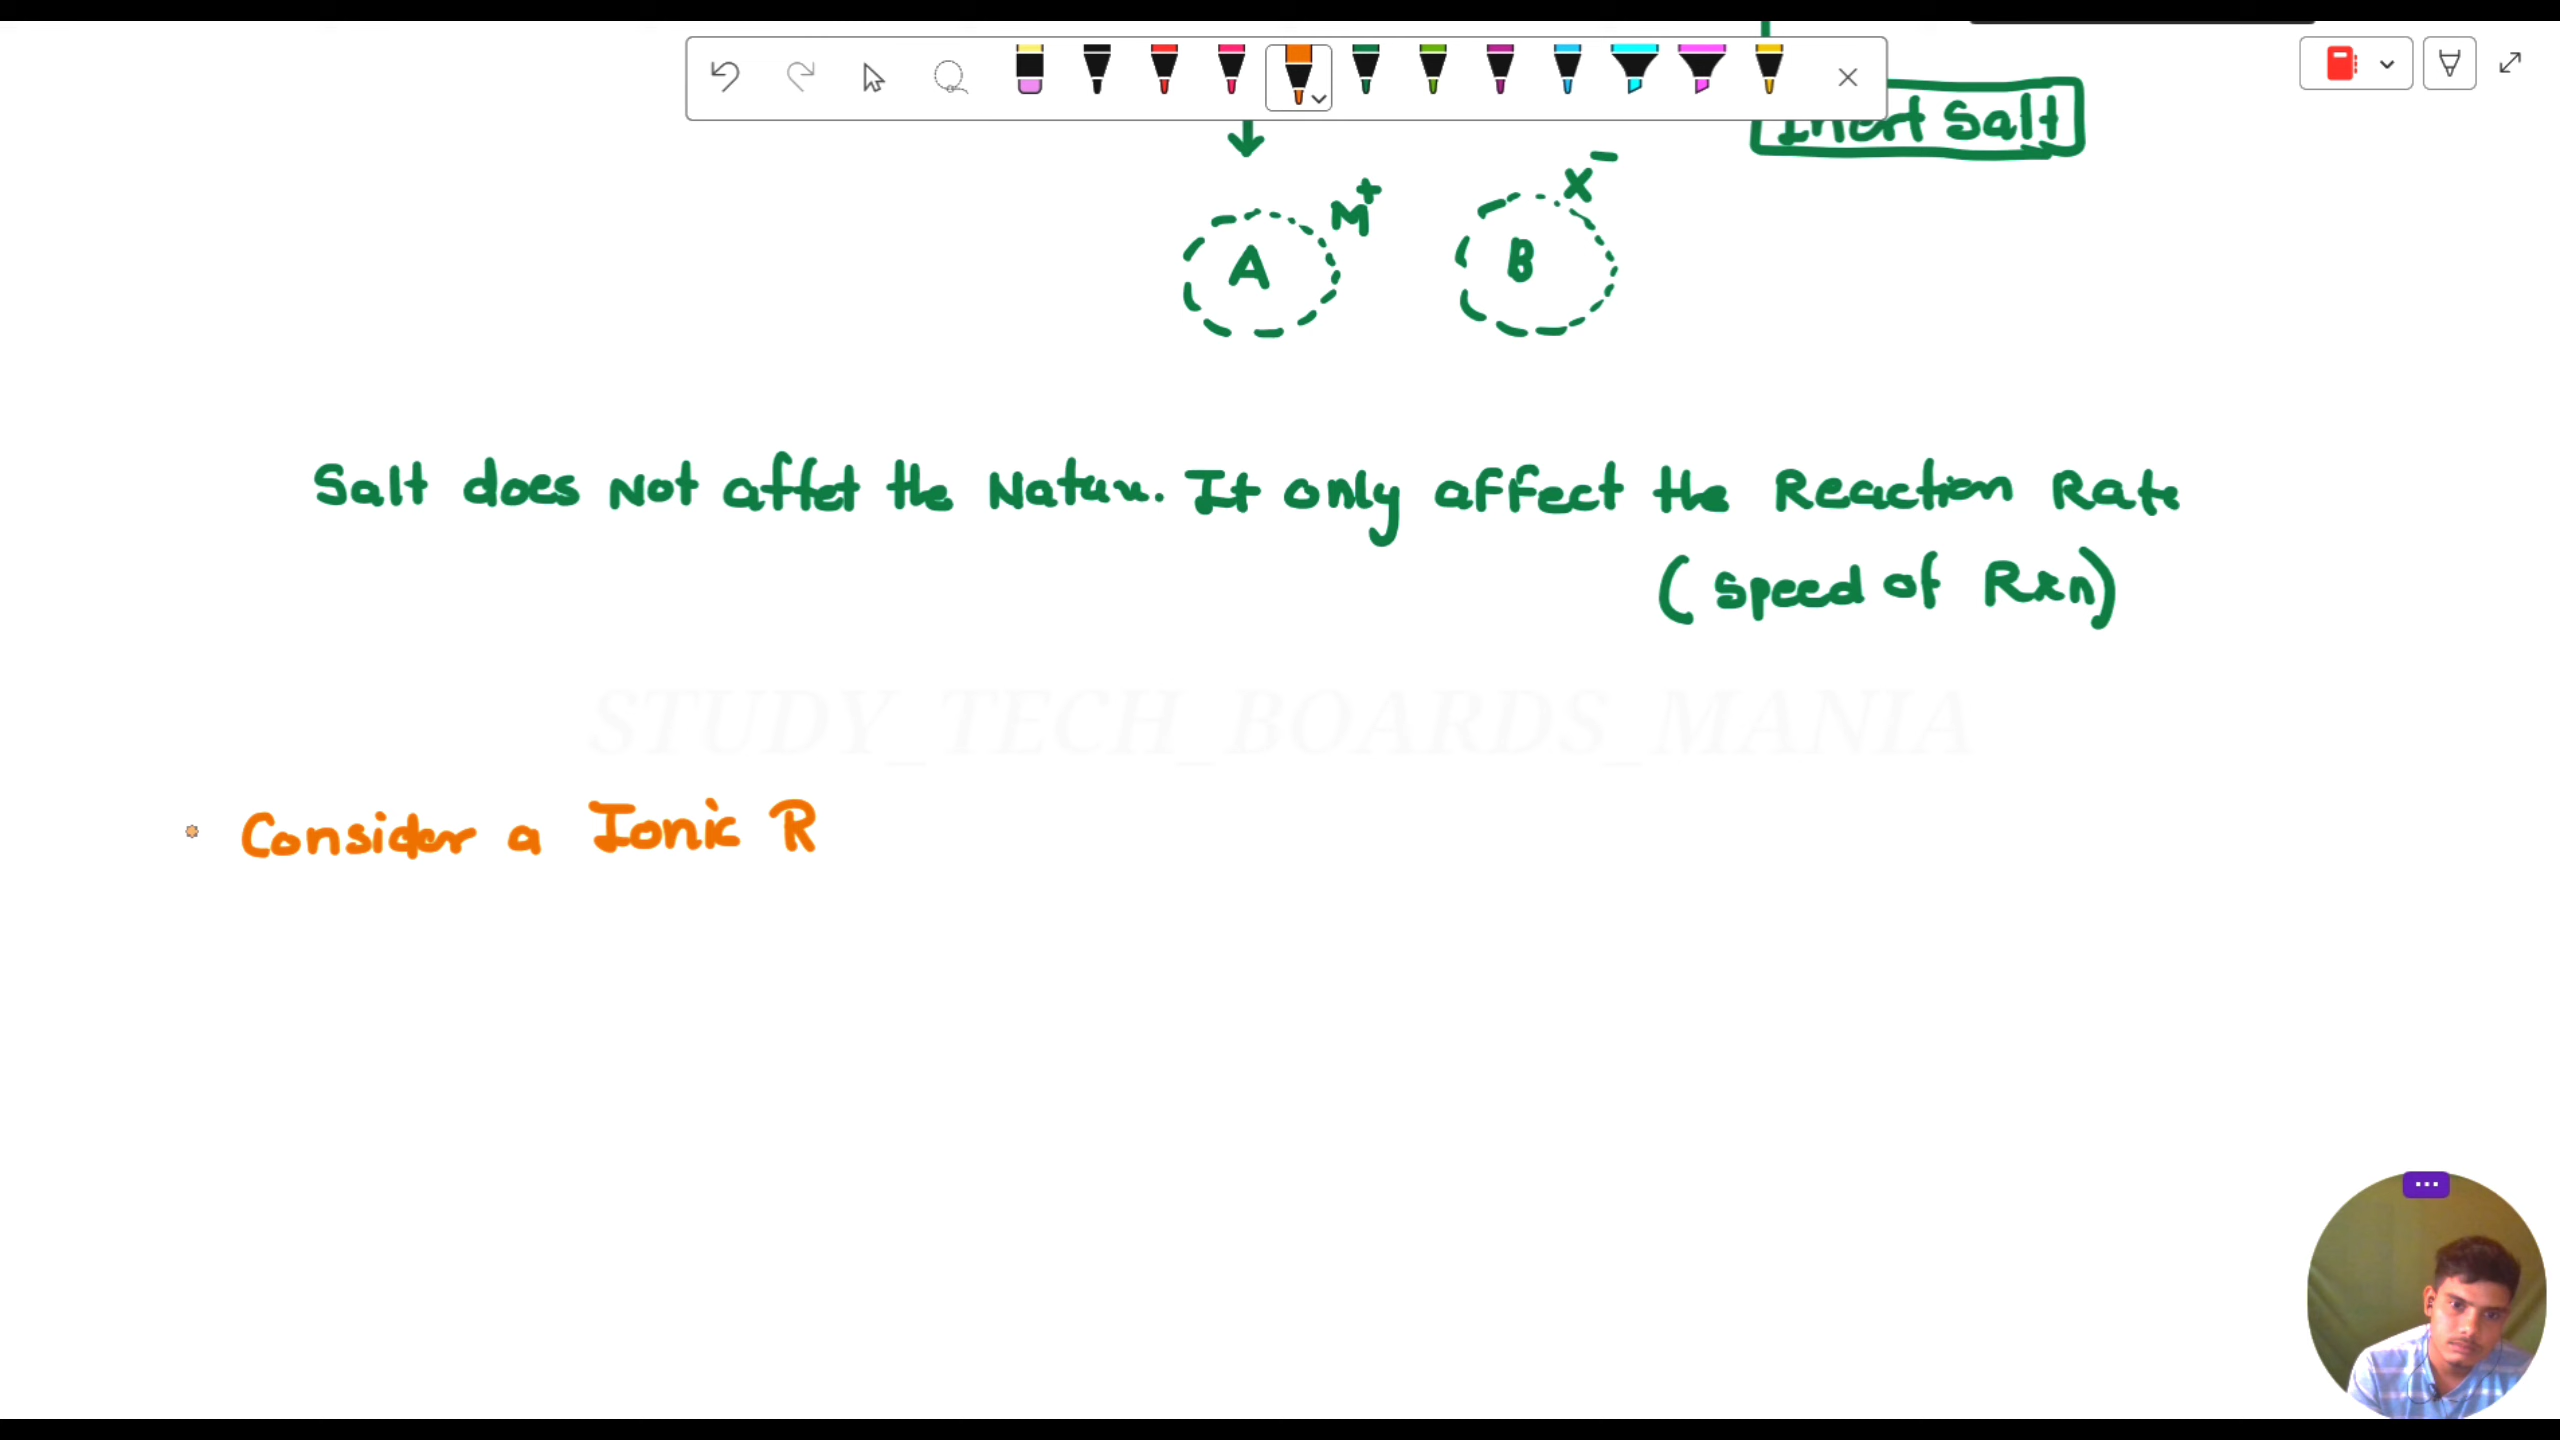 Inert Salt
M+
X-
A
B
Salt does Not affet the Natur. It only affect the Reaction Rate
(speed of Rxn)
STUDY_TECH_BOARDS_MANIA
• Consider a Ionic R